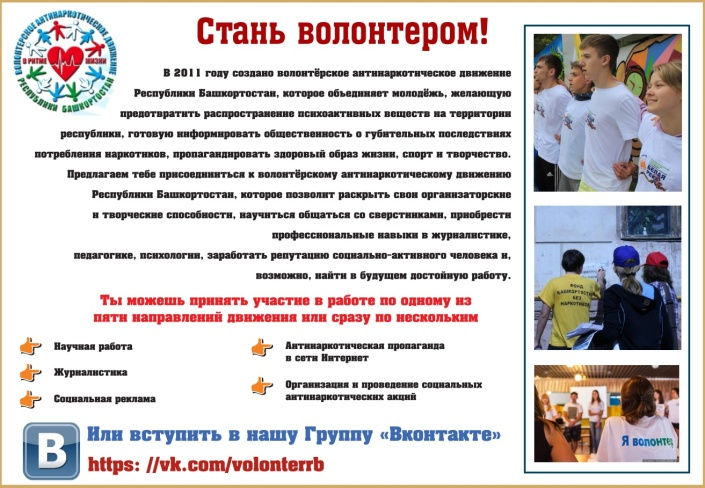 ВОЛОНТЕРСКОЕ АНТИНАРКОТИЧЕСКОЕ ДВИЖЕНИЕ
В РИТМЕ ЖИЗНИ
РЕСПУБЛИКИ БАШКОРТОСТАН
Стань волонтером!
В 2011 году создано волонтёрское антинаркотическое движение
Республики Башкортостан, которое объединяет молодёжь, желающую
предотвратить распространение психоактивных веществ на территории
республики, готовую информировать общественность о губительных последствиях
потребления наркотиков, пропагандировать здоровый образ жизни, спорт и творчество.
Предлагаем тебе присоединиться к волонтёрскому антинаркотическому движению
Республики Башкортостан, которое позволит раскрыть свои организаторские
и творческие способности, научиться общаться со сверстниками, приобрести
профессиональные навыки в журналистике,
педагогике, психологии, заработать репутацию социально-активного человека и,
возможно, найти в будущем достойную работу.
Ты можешь принять участие в работе по одному из
пяти направлений движения или сразу по нескольким
Научная работа
Журналистика
Социальная реклама
Антинаркотическая пропаганда
в сети Интернет
Организация и проведение социальных
антинаркотических акций
В
Или вступить в нашу Группу «Вконтакте»
https: //vk.com/volonterrb
ФОНД
БАШКОРТОСТАН
БЕЗ
НАРКОТИКОВ
Я волонтер